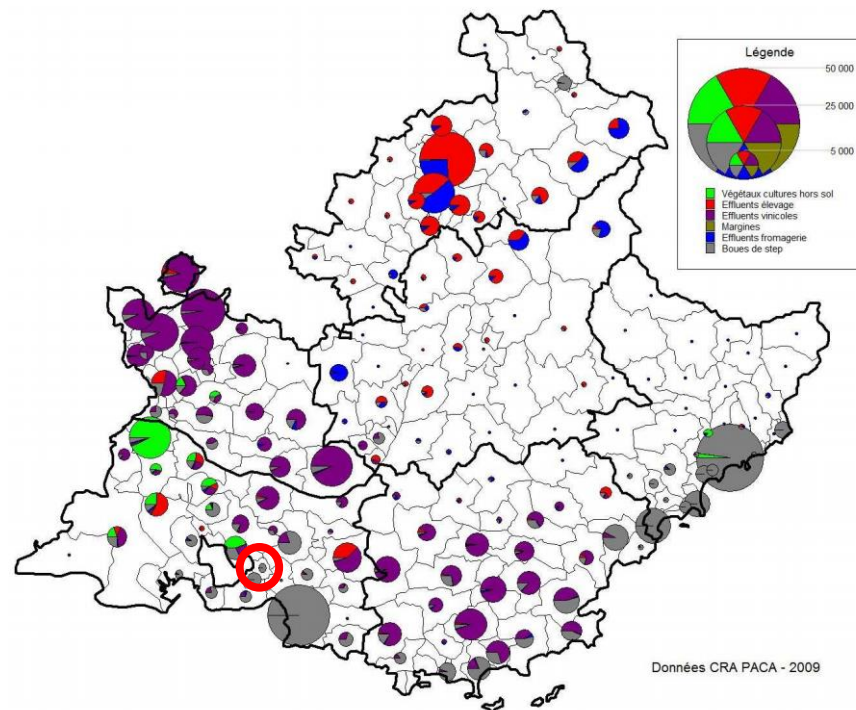 Légende
50 000
25 000
5 000
Végétaux cultures hors sol
Effluents élevage
Effluents vinicoles
Margines
Effluents fromagerie
Boues de step
Données CRA PACA - 2009